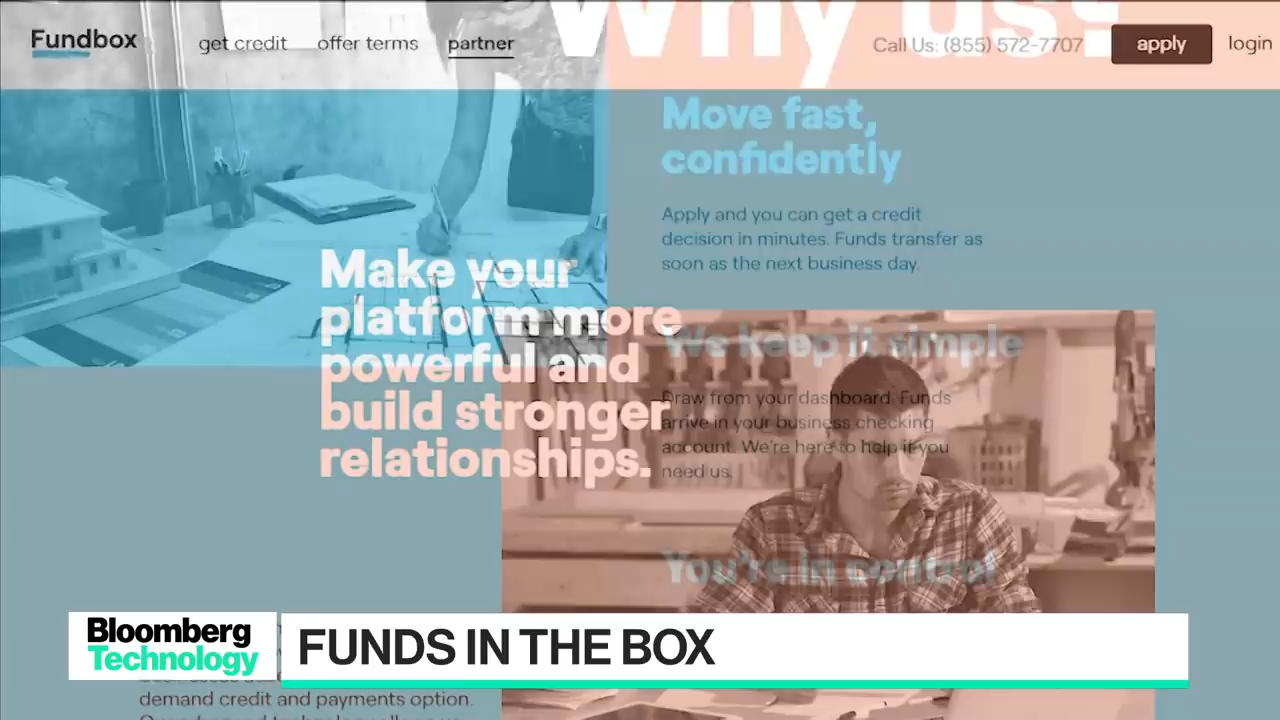 Why us?
Fundbox
get credit
offer terms
partner
Call Us: (855) 572-7707
apply
login
Move fast,
confidently
Apply and you can get a credit
decision in minutes. Funds transfer as
soon as the next business day.
Make your
platform more
powerful and
build stronger
relationships.
We keep it simple
Draw from your dashboard. Funds
arrive in your business checking
account. We're here to help if you
need us.
You're in control
Bloomberg
Technology
FUNDS IN THE BOX
demand credit and payments option.